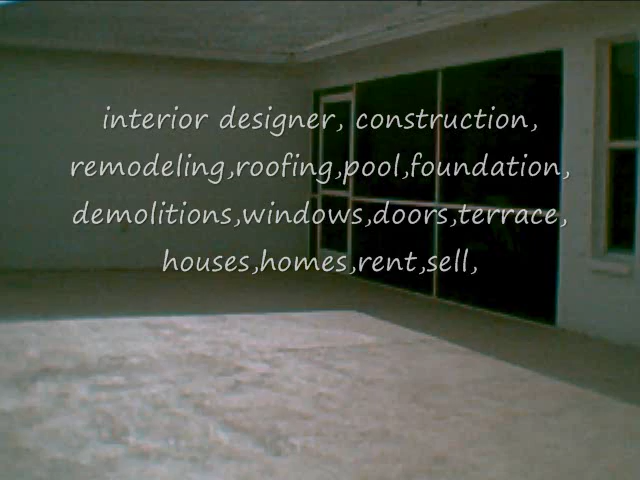 interior designer, construction,
remodeling,roofing,pool,foundation,
demolitions,windows,doors,terrace,
houses,homes,rent,sell,